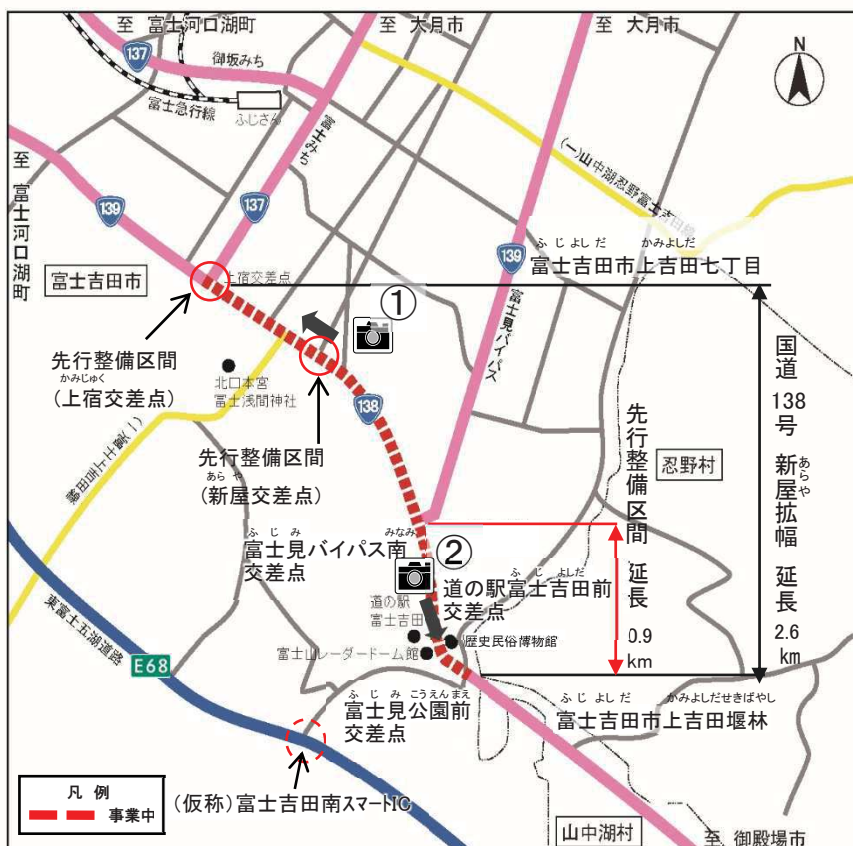 至 富士河口湖町
至 大月市
至 大月市
137
御坂みち
N
富士急行線
ふじさん
富士みち
(一)山中湖忍野富士吉田線
至 富士河口湖町
139
137
139
富士見バイパス
ふじよしだ かみよしだ
富士吉田市上吉田七丁目
富士吉田市
上宿交差点
①
先行整備区間
かみじゅく
(上宿交差点)
北口本宮
富士浅間神社
138
先行整備区間
あらや
(新屋交差点)
(一)富士上吉田線
忍野村
先行整備区間 延長 0.9 km
国道 138 号 新屋拡幅 延長 2.6 km
あらや
ふじみ みなみ
富士見バイパス南
交差点
②
ふじよしだ
道の駅富士吉田前
交差点
道の駅
富士吉田
歴史民俗博物館
富士山レーダードーム館
東富士五湖道路
E68
ふじみこうえんまえ
富士見公園前
交差点
ふじよしだ かみよしだせきばやし
富士吉田市上吉田堰林
凡 例
事業中
(仮称)富士吉田南スマートIC
山中湖村
至 御殿場市